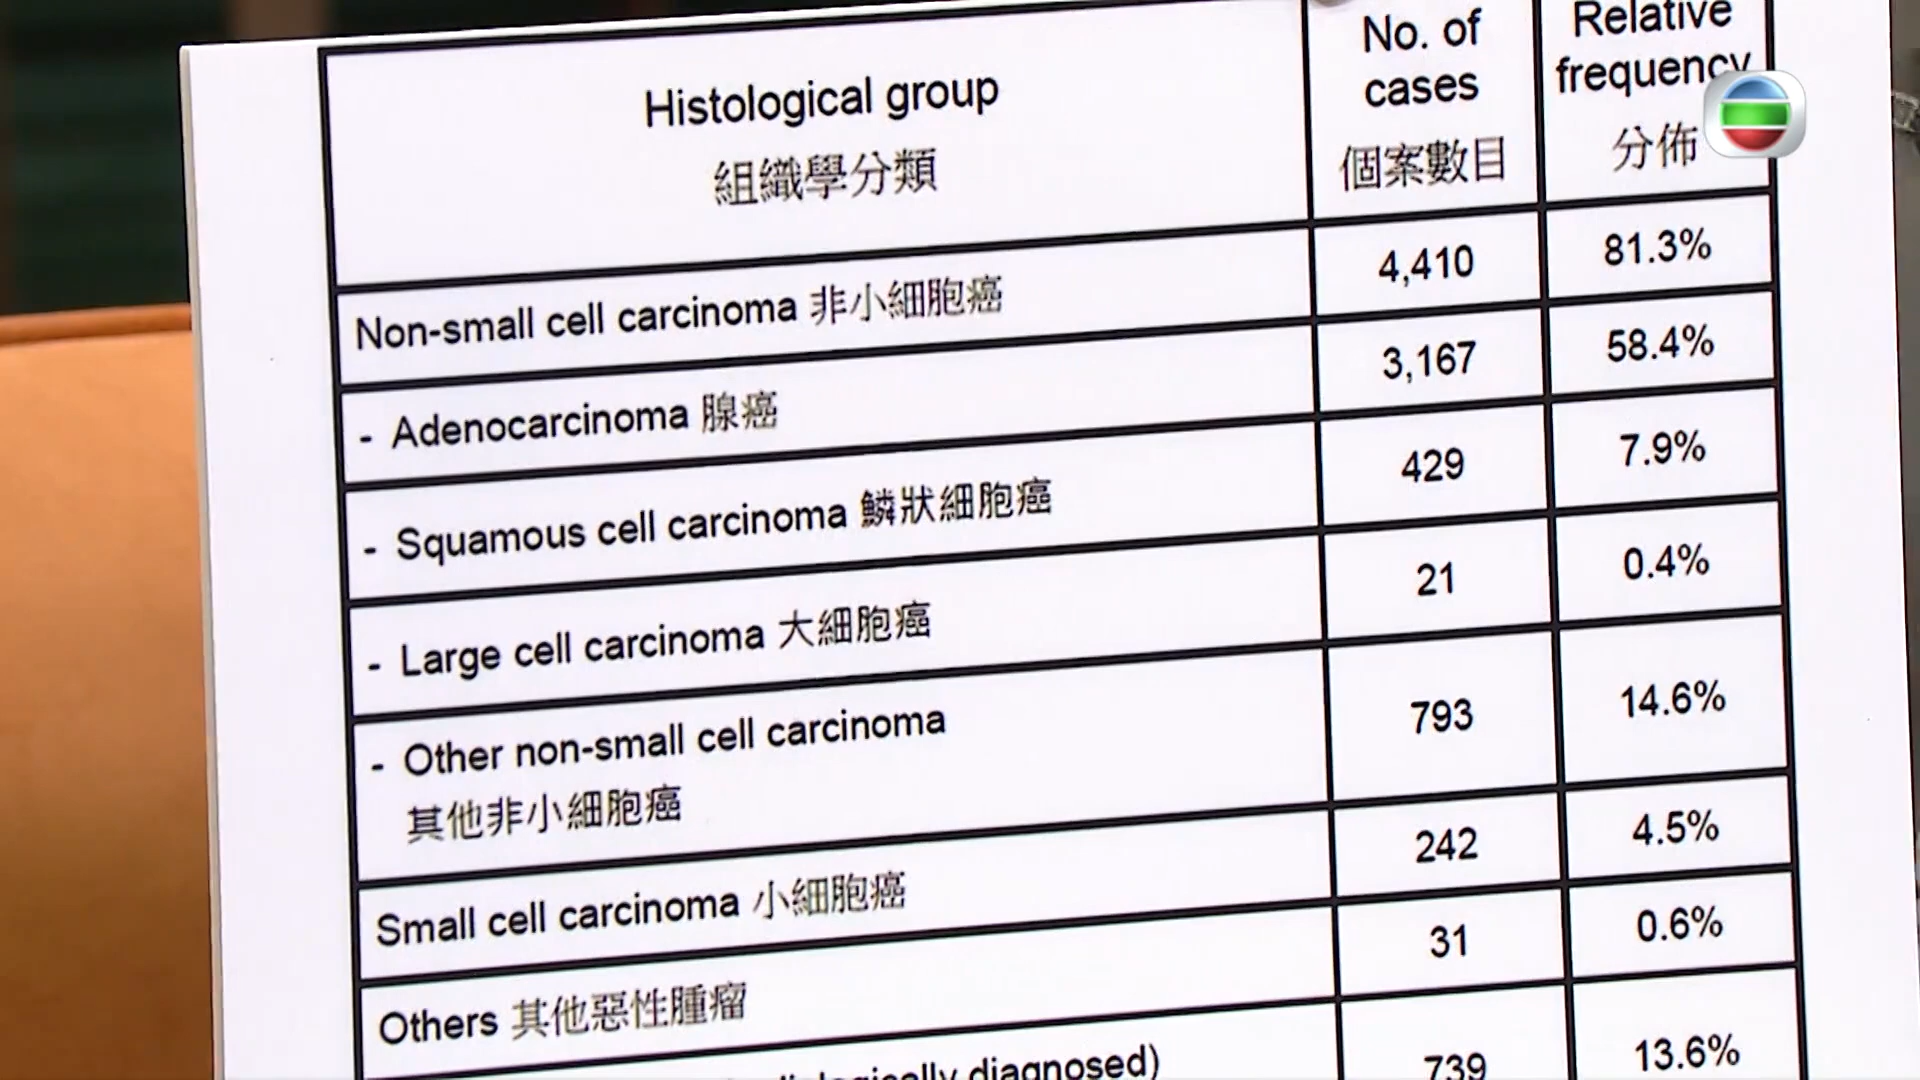 Histological group
組織學分類
No. of
cases
個案數目
Relative
frequency
分佈
Non-small cell carcinoma 非小細胞癌
4,410
81.3%
- Adenocarcinoma 腺癌
3,167
58.4%
- Squamous cell carcinoma 鱗狀細胞癌
429
7.9%
- Large cell carcinoma 大細胞癌
21
0.4%
- Other non-small cell carcinoma
其他非小細胞癌
793
14.6%
Small cell carcinoma 小細胞癌
242
4.5%
Others 其他惡性腫瘤
31
0.6%
diagnosed)
739
13.6%